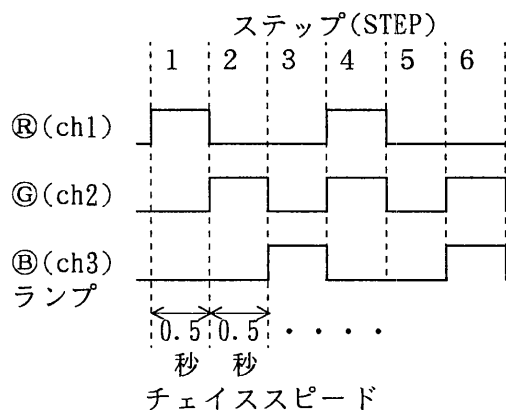 ステップ(STEP)
1 2 3 4 5 6
Ⓡ(ch1)
Ⓖ(ch2)
Ⓑ(ch3)
ランプ
0.5 0.5 ・・・・
秒 秒
チェイススピード